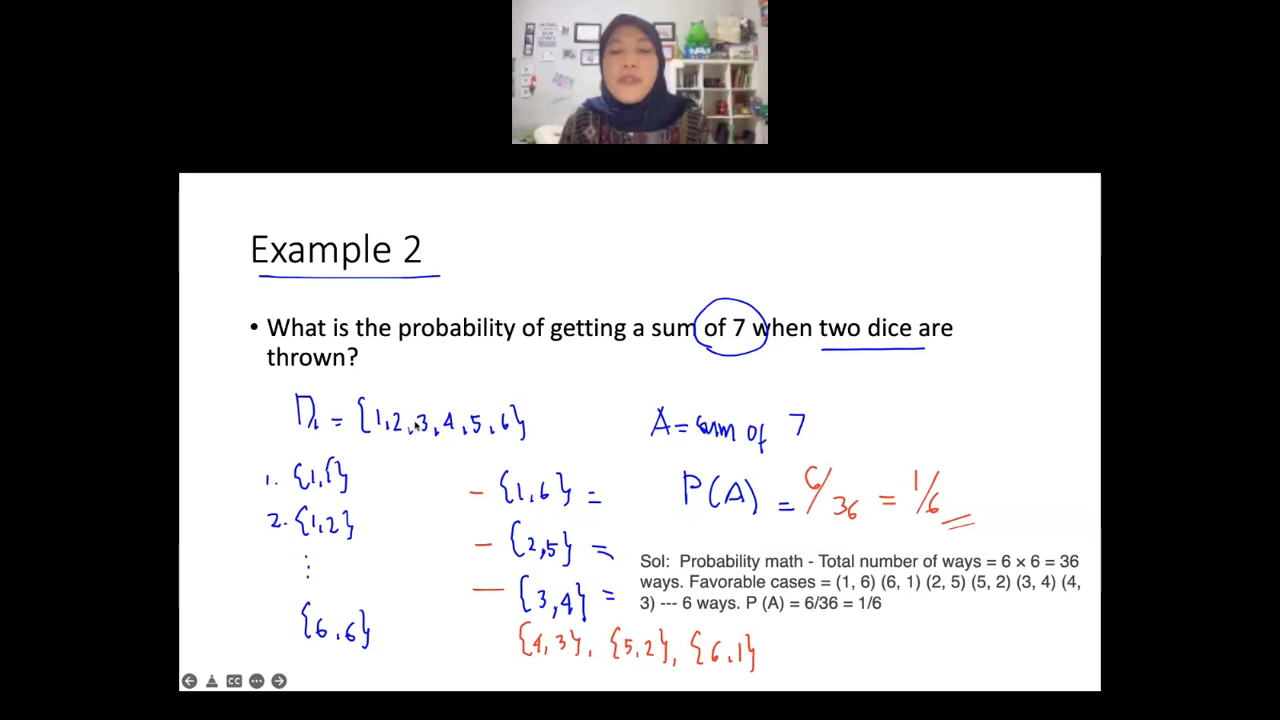 Example 2
• What is the probability of getting a sum of 7 when two dice are
thrown?
= {1,2,3,4,5,6}
A = sum of 7
1. {1,1}
2. {1,2}
⋮
{6,6}
– {1,6} =
– {2,5} =
— {3,4} =
{4,3}, {5,2}, {6,1}
P(A) = 6/36 = 1/6
Sol: Probability math - Total number of ways = 6 × 6 = 36
ways. Favorable cases = (1, 6) (6, 1) (2, 5) (5, 2) (3, 4) (4,
3) --- 6 ways. P (A) = 6/36 = 1/6
CC